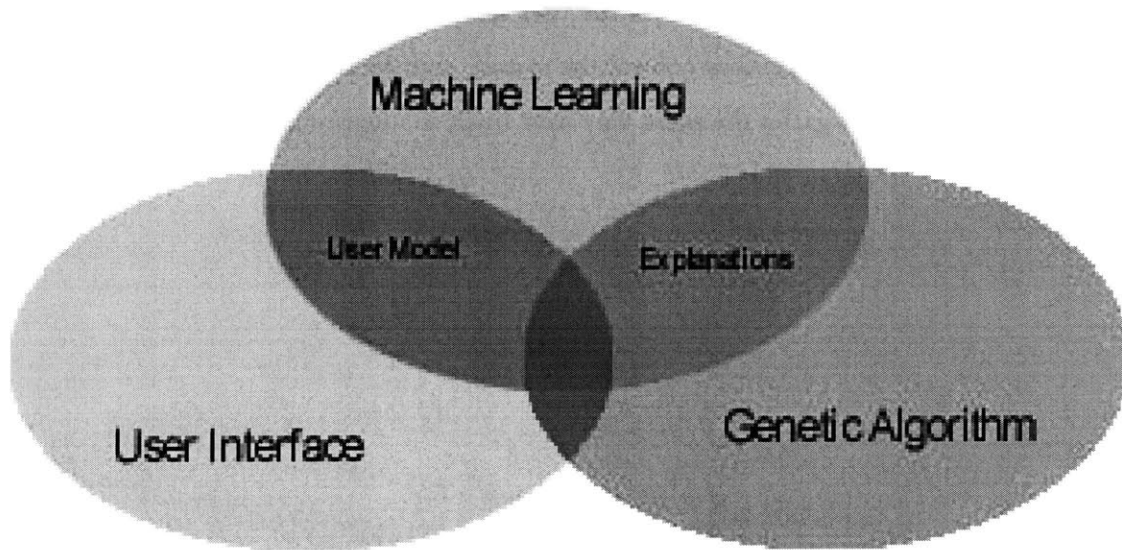 Machine Learning
User Model
Explanations
User Interface
Genetic Algorithm